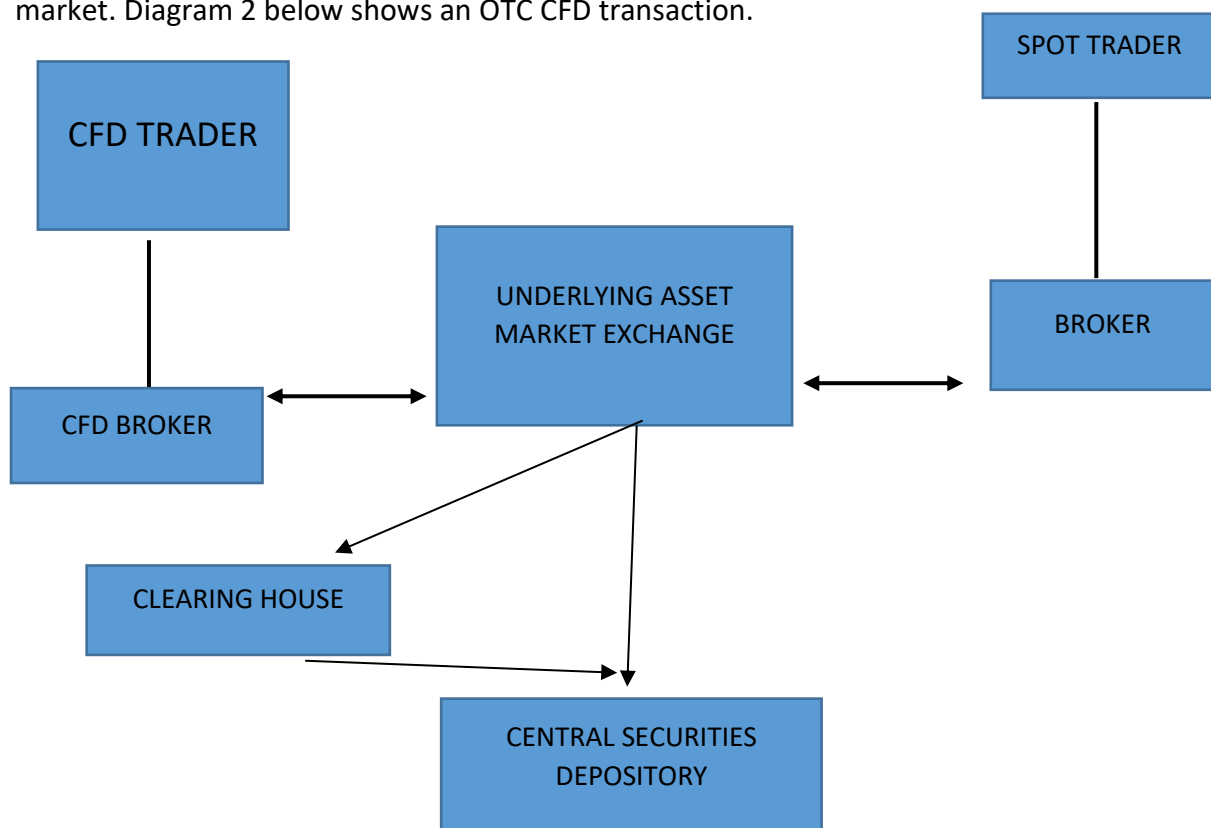 market. Diagram 2 below shows an OTC CFD transaction.
SPOT TRADER
CFD TRADER
UNDERLYING ASSET
MARKET EXCHANGE
BROKER
CFD BROKER
CLEARING HOUSE
CENTRAL SECURITIES
DEPOSITORY